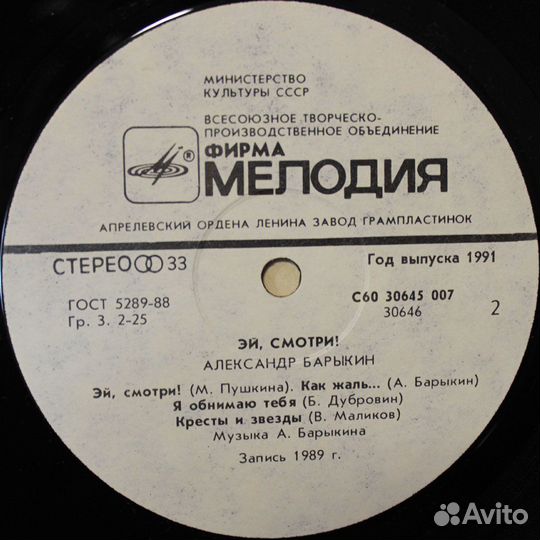 МИНИСТЕРСТВО
КУЛЬТУРЫ СССР
ВСЕСОЮЗНОЕ ТВОРЧЕСКО-
ПРОИЗВОДСТВЕННОЕ ОБЪЕДИНЕНИЕ
®
ФИРМА
МЕЛОДИЯ
АПРЕЛЕВСКИЙ ОРДЕНА ЛЕНИНА ЗАВОД ГРАМПЛАСТИНОК
СТЕРЕО 33
Год выпуска 1991
ГОСТ 5289-88
Гр. 3. 2-25
С60 30645 007
30646
2
ЭЙ, СМОТРИ!
АЛЕКСАНДР БАРЫКИН
Эй, смотри! (М. Пушкина). Как жаль... (А. Барыкин)
Я обнимаю тебя (Б. Дубровин)
Кресты и звезды (В. Маликов)
Музыка А. Барыкина
Запись 1989 г.
Avito